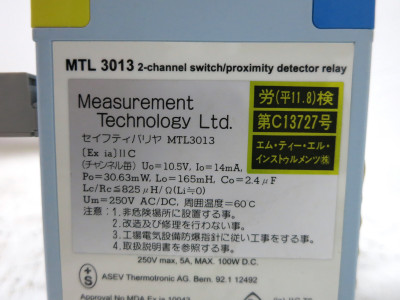 MTL 3013 2-channel switch/proximity detector relay
Measurement
Technology Ltd.
労(平11.8)検
第C13727号
エム・ティー・エル・
インストゥルメンツ㈱
セイフティバリヤ MTL3013
[Ex ia]ⅡC
(チャンネル毎) Uo=10.5V, Io=14mA,
Po=30.63mW, Lo=165mH, Co=2.4μF
Lc/Rc≦825μH/Ω(Li≒0)
Um=250V AC/DC, 周囲温度=60℃
注意:1.非危険場所に設置する事。
2.改造及び修理を行わない事。
3.工場電気設備防爆指針に従い工事をする事。
4.取扱説明書を参照する事。
250V max, 5A, MAX. 100W D.C.
+
S
ASEV Thermotronic AG. Bern. 92.1 12492
Approval No MDA Ex ia